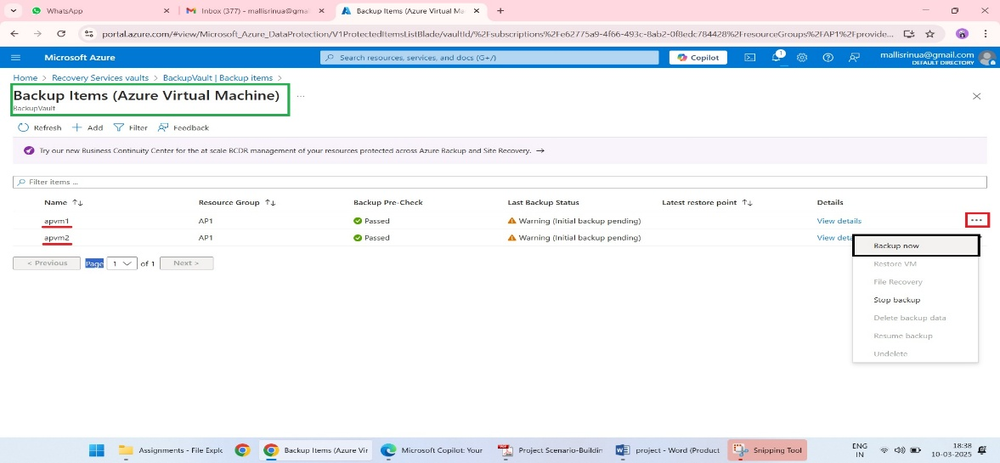 WhatsApp
Inbox (377) - mallisrinua@gmai
Backup Items (Azure Virtual Ma
portal.azure.com/#view/Microsoft_Azure_DataProtection/V1ProtectedItemsListBlade/vaultId/%2Fsubscriptions%2Fe62775a9-4f66-493c-8ab2-0f8edc784428%2FresourceGroups%2FAP1%2Fprovide...
Microsoft Azure
Search resources, services, and docs (G+/)
Copilot
1
mallisrinua@gmail.com
DEFAULT DIRECTORY
Home > Recovery Services vaults > BackupVault | Backup items >
Backup Items (Azure Virtual Machine) ...
BackupVault
Refresh + Add Filter Feedback
Try our new Business Continuity Center for the at scale BCDR management of your resources protected across Azure Backup and Site Recovery. →
Filter items ...
Name ↑↓ Resource Group ↑↓ Backup Pre-Check Last Backup Status Latest restore point ↑↓ Details
apvm1 AP1 Passed Warning (Initial backup pending) View details ...
apvm2 AP1 Passed Warning (Initial backup pending) View deta
< Previous Page 1 of 1 Next >
Backup now
Restore VM
File Recovery
Stop backup
Delete backup data
Resume backup
Undelete
Assignments - File Explo
Backup Items (Azure Vir
Microsoft Copilot: Your
Project Scenario-Buildin
project - Word (Product
Snipping Tool
ENG
IN
18:38
10-03-2025